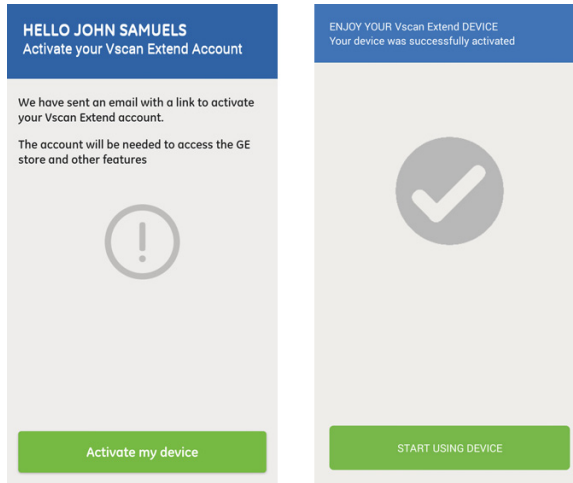 HELLO JOHN SAMUELS
Activate your Vscan Extend Account
We have sent an email with a link to activate
your Vscan Extend account.
The account will be needed to access the GE
store and other features
Activate my device
ENJOY YOUR Vscan Extend DEVICE
Your device was successfully activated
START USING DEVICE